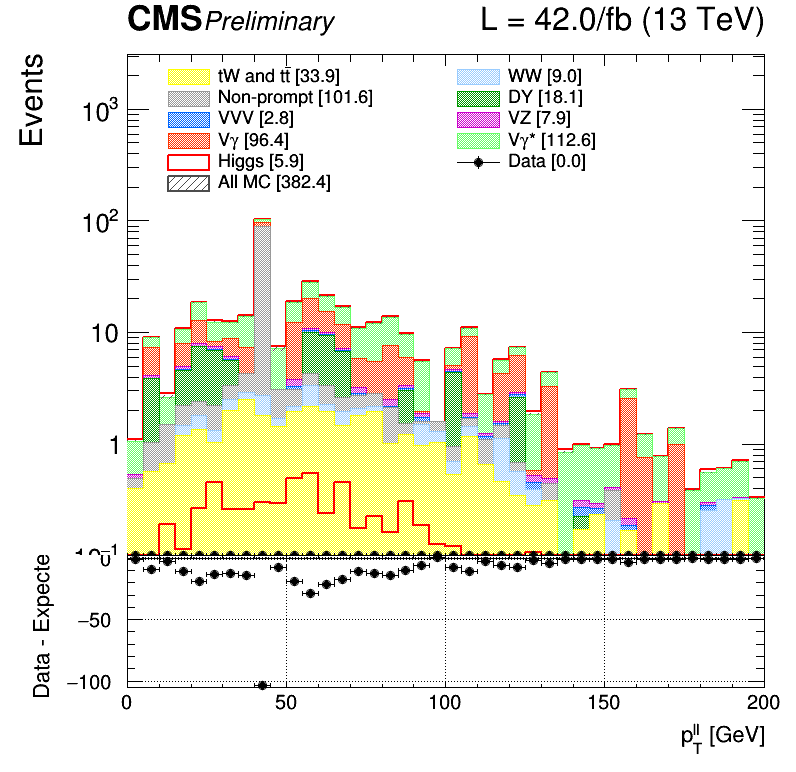 CMS Preliminary L = 42.0/fb (13 TeV)
Events
tW and tt̄ [33.9] WW [9.0]
Non-prompt [101.6] DY [18.1]
VVV [2.8] VZ [7.9]
Vγ [96.4] Vγ* [112.6]
Higgs [5.9] Data [0.0]
All MC [382.4]
10³
10²
10
1
0
Data - Expecte
−50
−100
0 50 100 150 200
p_T^ll [GeV]